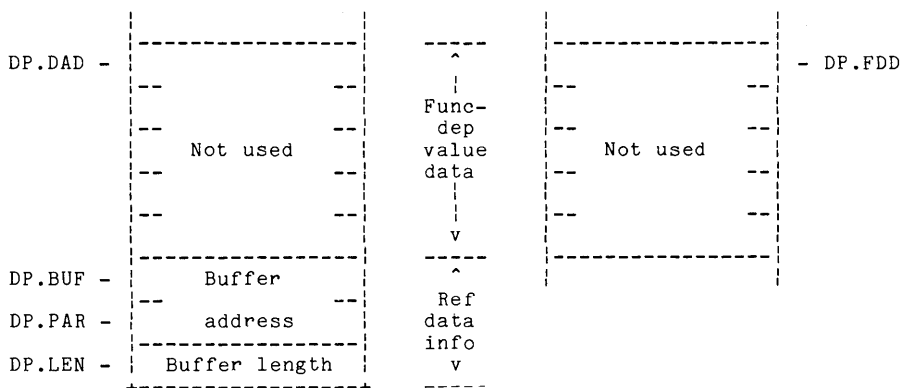 DP.DAD - - DP.FDD
Func-
dep
Not used value Not used
data
v
DP.BUF - Buffer ^
Ref
DP.PAR - address data
info
DP.LEN - Buffer length v